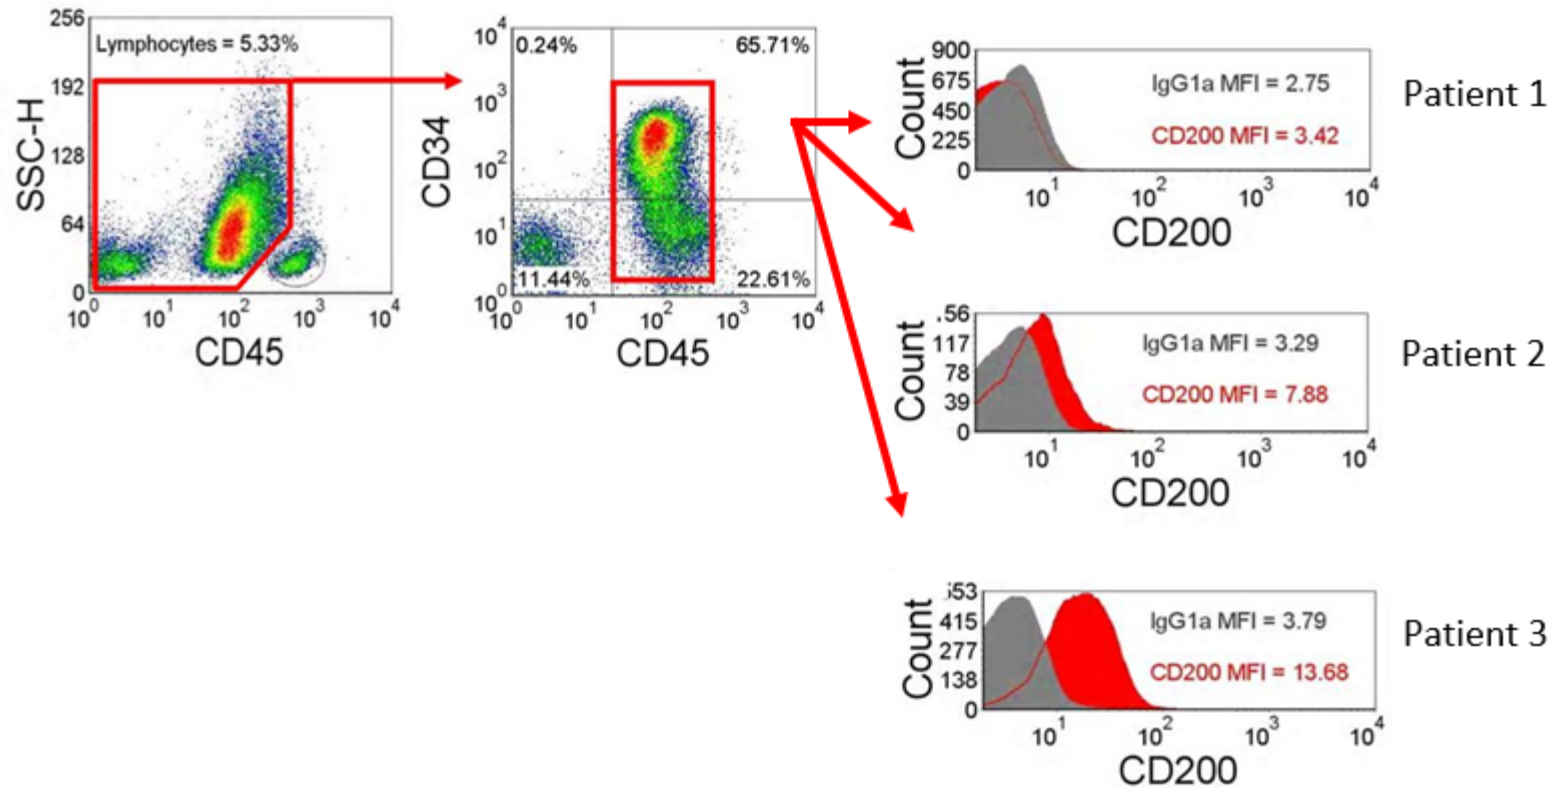 256
192
128
64
0
SSC-H
Lymphocytes = 5.33%
10^0 10^1 10^2 10^3 10^4
CD45
10^4
10^3
10^2
10^1
10^0
CD34
0.24% 65.71%
11.44% 22.61%
10^0 10^1 10^2 10^3 10^4
CD45
900
675
450
225
0
Count
IgG1a MFI = 2.75
CD200 MFI = 3.42
10^1 10^2 10^3 10^4
CD200
Patient 1
.56
117
78
39
0
Count
IgG1a MFI = 3.29
CD200 MFI = 7.88
10^1 10^2 10^3 10^4
CD200
Patient 2
53
415
277
138
0
Count
IgG1a MFI = 3.79
CD200 MFI = 13.68
10^1 10^2 10^3 10^4
CD200
Patient 3